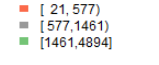 [ 21, 577)
[ 577,1461)
[1461,4894]